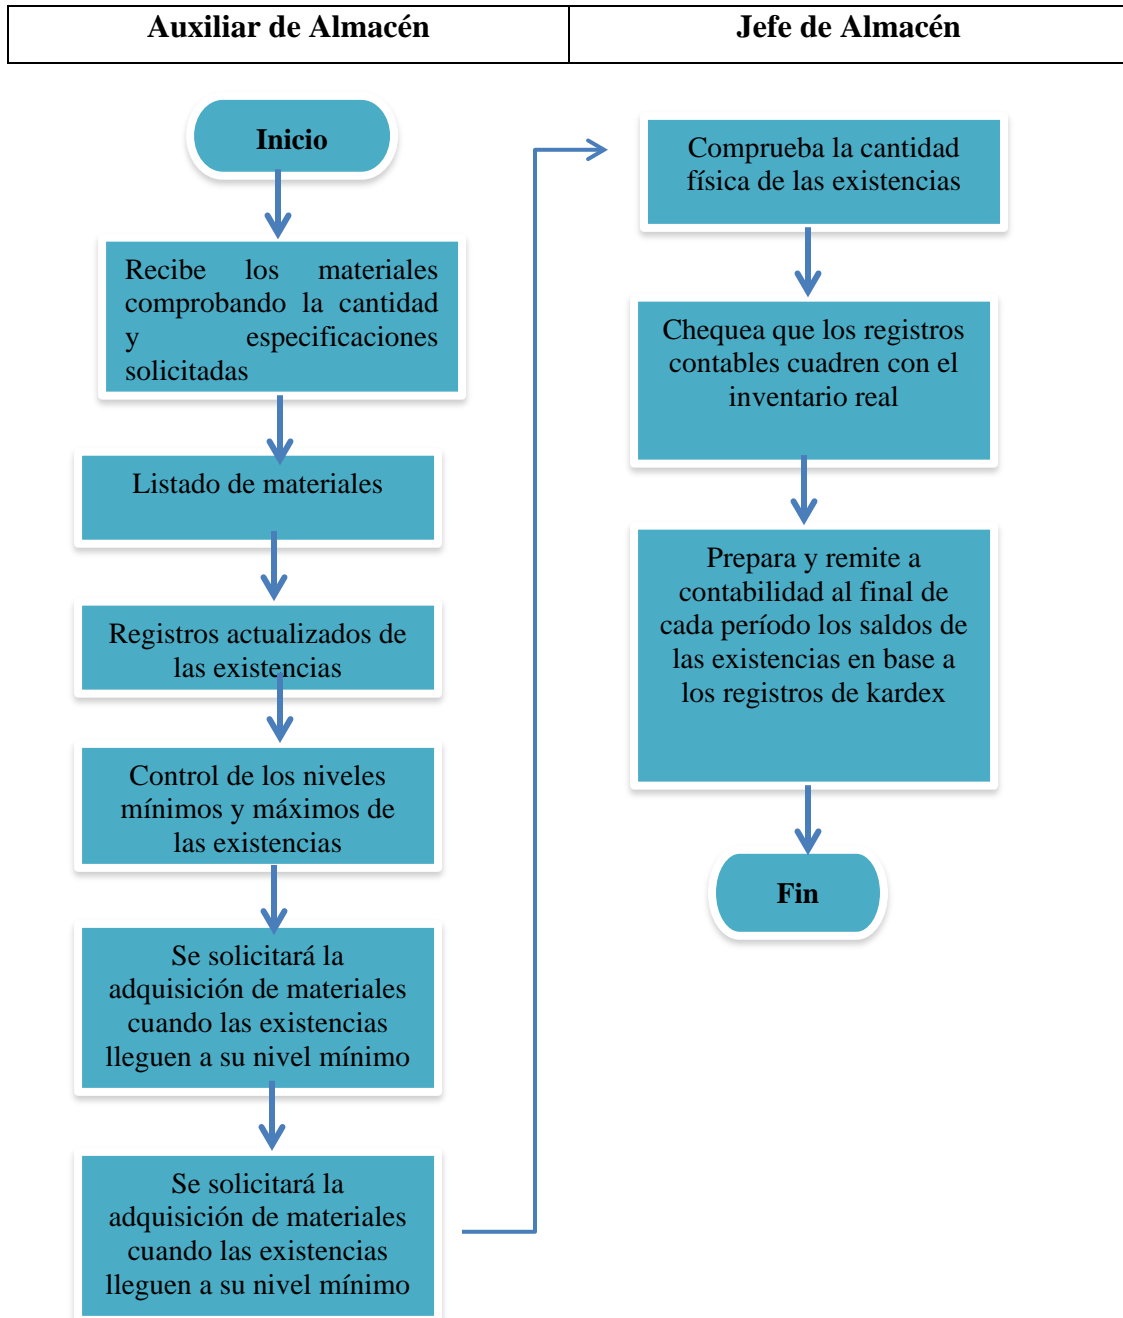 Auxiliar de Almacén
Jefe de Almacén
Inicio
Recibe los materiales
comprobando la cantidad
y especificaciones
solicitadas
Listado de materiales
Registros actualizados de
las existencias
Control de los niveles
mínimos y máximos de
las existencias
Se solicitará la
adquisición de materiales
cuando las existencias
lleguen a su nivel mínimo
Se solicitará la
adquisición de materiales
cuando las existencias
lleguen a su nivel mínimo
Comprueba la cantidad
física de las existencias
Chequea que los registros
contables cuadren con el
inventario real
Prepara y remite a
contabilidad al final de
cada período los saldos de
las existencias en base a
los registros de kardex
Fin